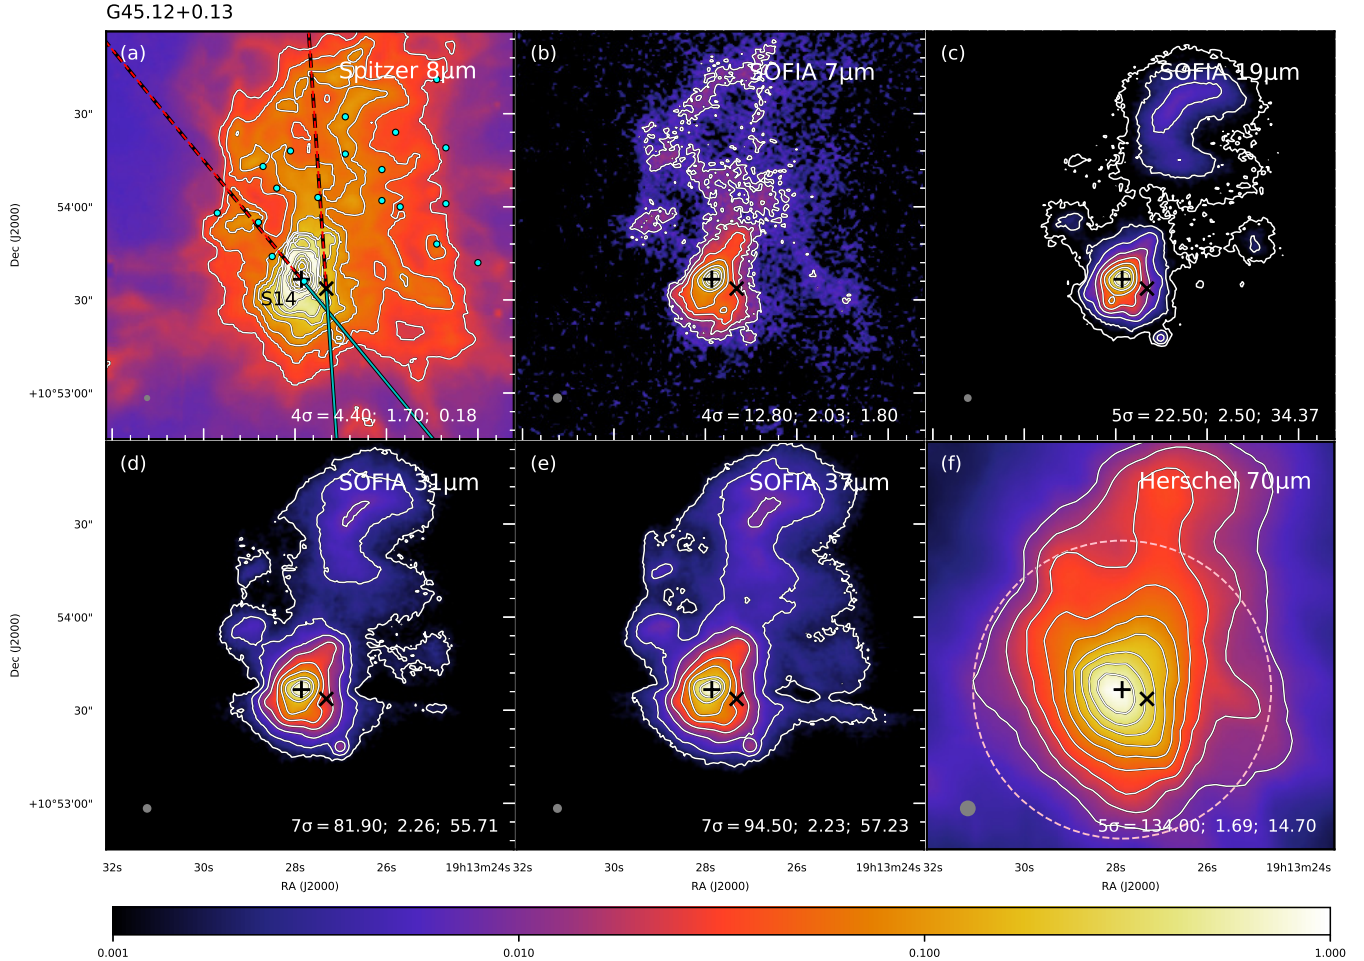 G45.12+0.13
(a)
Spitzer 8μm
(b)
SOFIA 7μm
(c)
SOFIA 19μm
30"
54'00"
Dec (J2000)
30"
S14
+10°53'00"
4σ = 4.40; 1.70; 0.18
4σ = 12.80; 2.03; 1.80
5σ = 22.50; 2.50; 34.37
(d)
SOFIA 31μm
(e)
SOFIA 37μm
(f)
Herschel 70μm
30"
54'00"
Dec (J2000)
30"
+10°53'00"
7σ = 81.90; 2.26; 55.71
7σ = 94.50; 2.23; 57.23
5σ = 134.00; 1.69; 14.70
32s 30s 28s 26s 19h13m24s 32s 30s 28s 26s 19h13m24s 32s 30s 28s 26s 19h13m24s
RA (J2000) RA (J2000) RA (J2000)
0.001 0.010 0.100 1.000